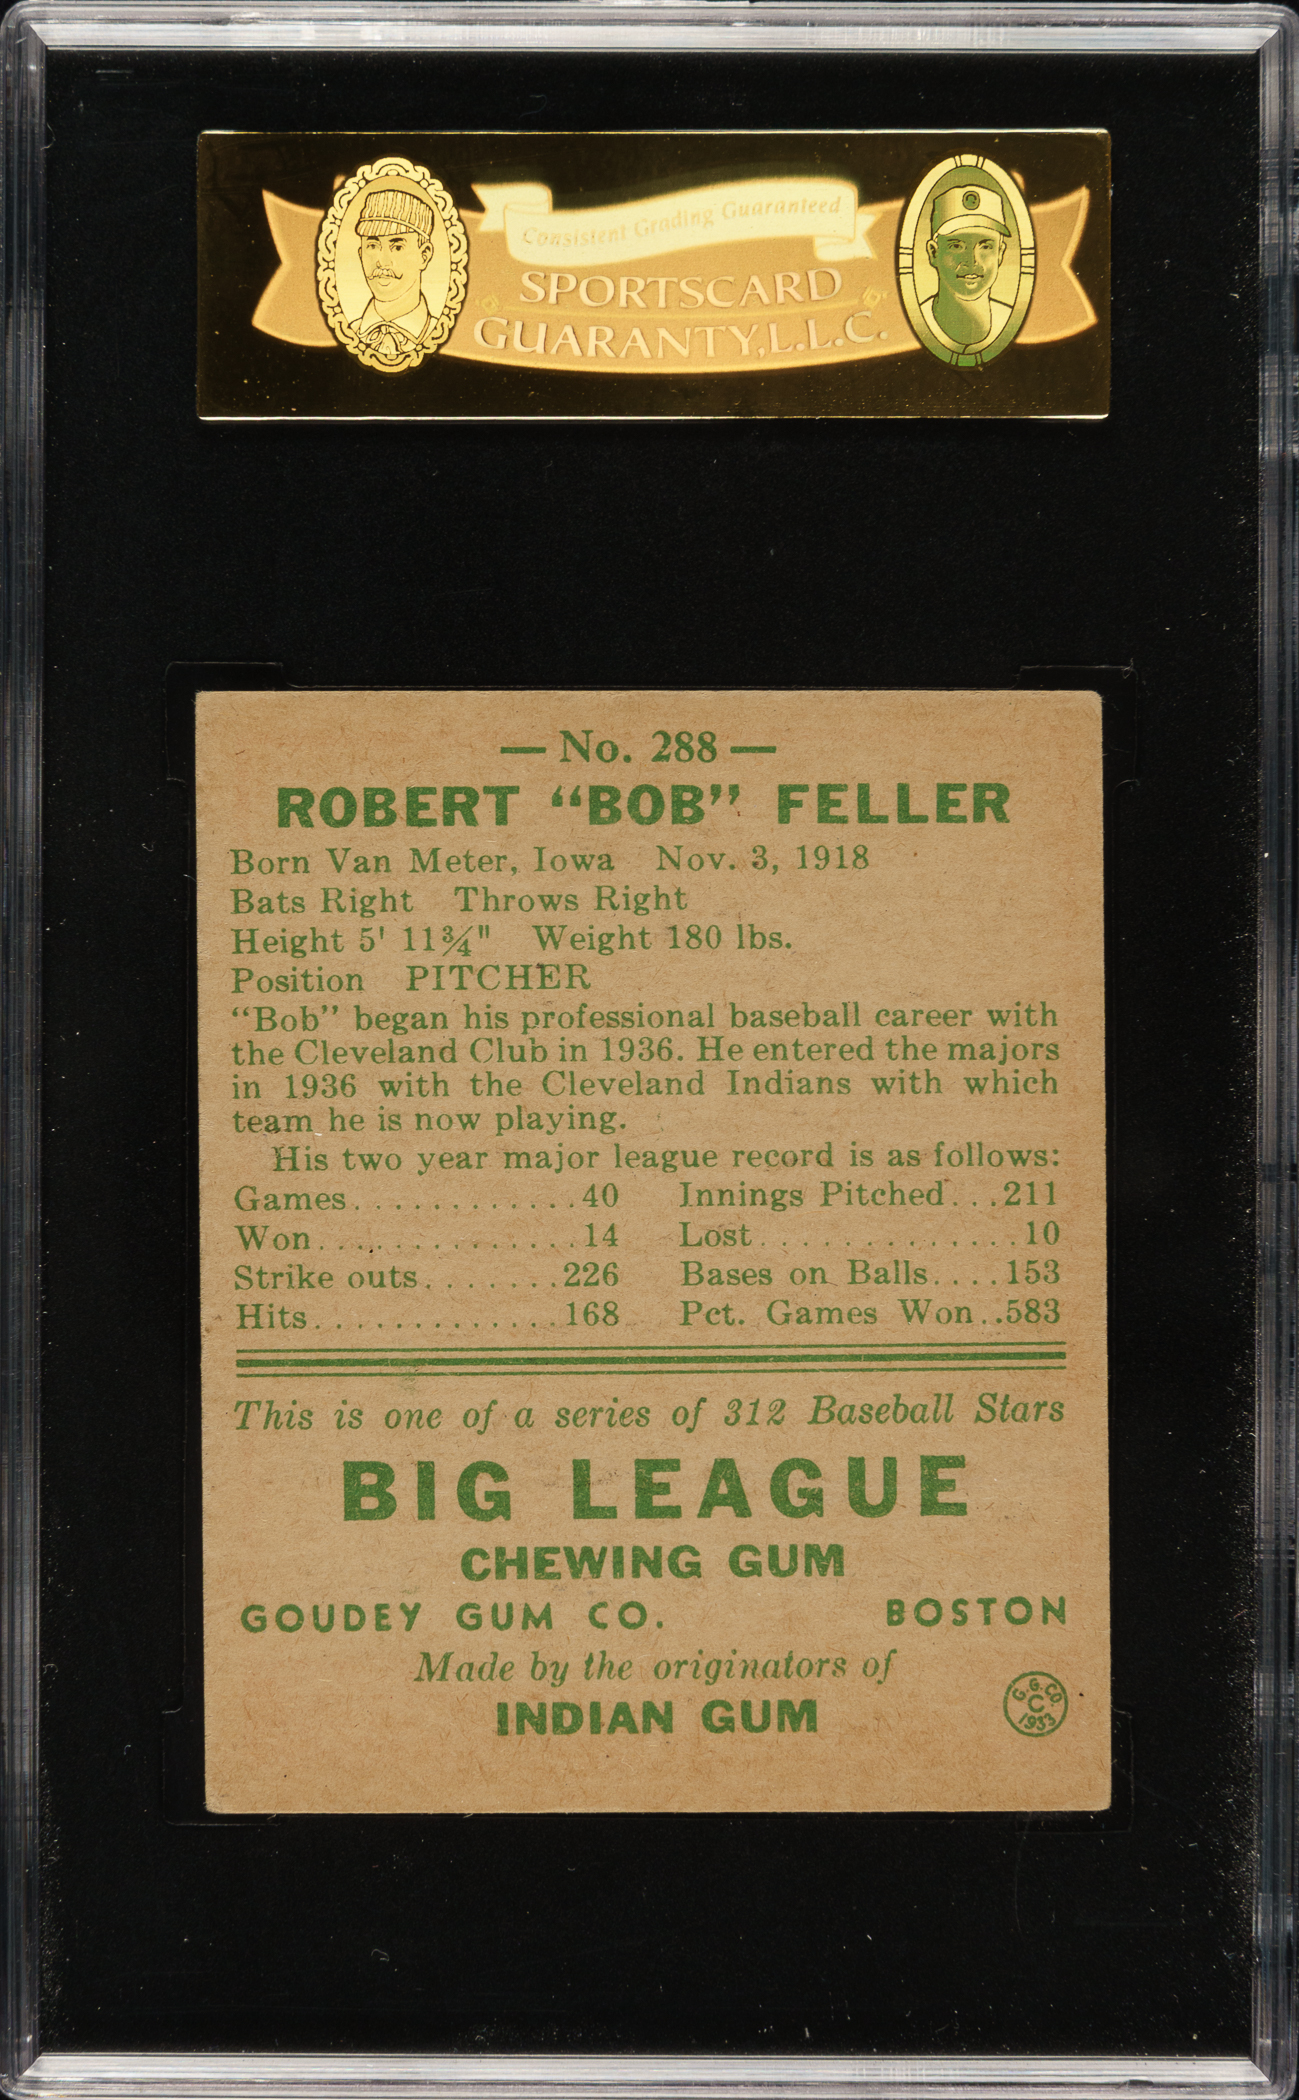 Consistent Grading Guaranteed
SPORTSCARD
GUARANTY, L.L.C.
— No. 288 —
ROBERT “BOB” FELLER
Born Van Meter, Iowa Nov. 3, 1918
Bats Right Throws Right
Height 5' 11¾" Weight 180 lbs.
Position PITCHER
“Bob” began his professional baseball career with
the Cleveland Club in 1936. He entered the majors
in 1936 with the Cleveland Indians with which
team he is now playing.
His two year major league record is as follows:
Games............40 Innings Pitched...211
Won..............14 Lost..............10
Strike outs.......226 Bases on Balls....153
Hits.............168 Pct. Games Won..583
This is one of a series of 312 Baseball Stars
BIG LEAGUE
CHEWING GUM
GOUDEY GUM CO. BOSTON
Made by the originators of
INDIAN GUM
G. G. CO.
C
1933